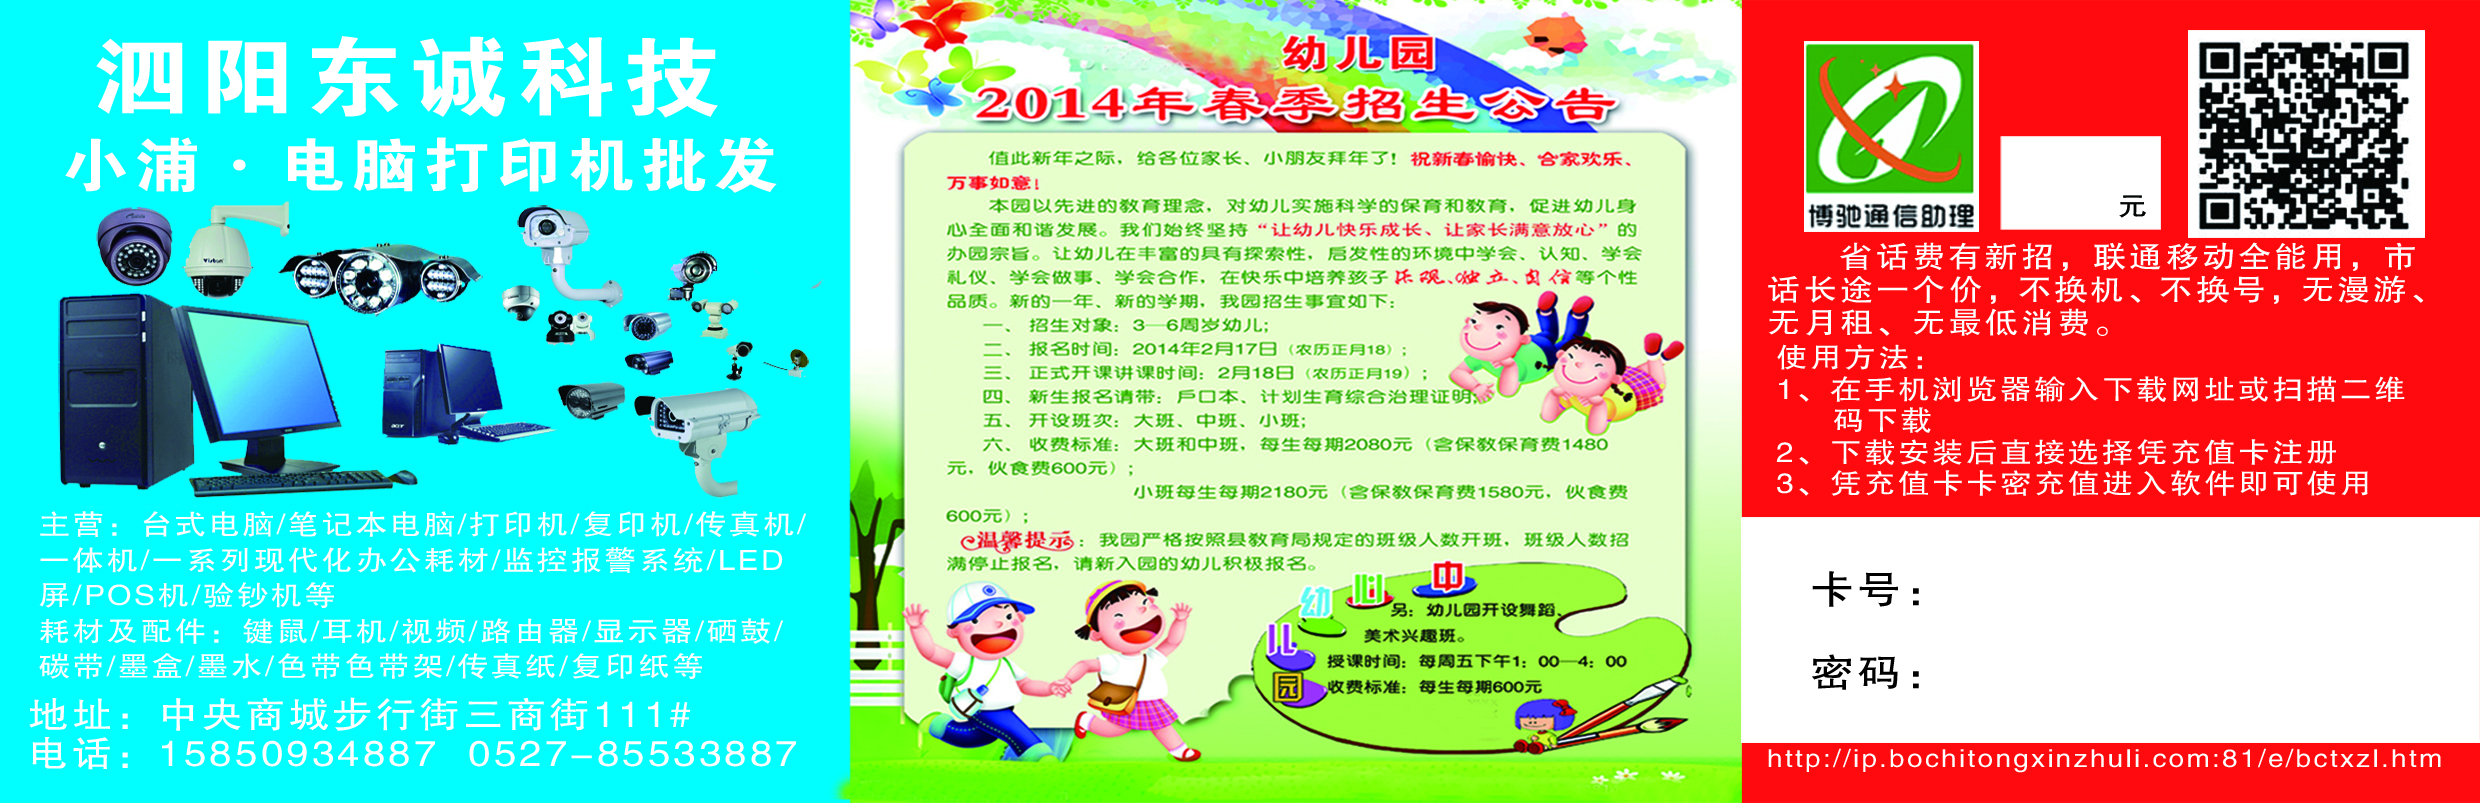 泗阳东诚科技
小浦·电脑打印机批发
主营：台式电脑/笔记本电脑/打印机/复印机/传真机/
一体机/一系列现代化办公耗材/监控报警系统/LED
屏/POS机/验钞机等
耗材及配件：键鼠/耳机/视频/路由器/显示器/硒鼓/
碳带/墨盒/墨水/色带色带架/传真纸/复印纸等
地址：中央商城步行街三商街111#
电话：15850934887 0527-85533887
幼儿园
2014年春季招生公告
值此新年之际，给各位家长、小朋友拜年了！祝新春愉快、合家欢乐、
万事如意！
本园以先进的教育理念，对幼儿实施科学的保育和教育，促进幼儿身
心全面和谐发展。我们始终坚持“让幼儿快乐成长、让家长满意放心”的
办园宗旨。让幼儿在丰富的具有探索性，启发性的环境中学会、认知、学会
礼仪、学会做事、学会合作，在快乐中培养孩子乐观、独立、自信等个性
品质。新的一年、新的学期，我园招生事宜如下：
一、 招生对象：3—6周岁幼儿；
二、 报名时间：2014年2月17日（农历正月18）；
三、 正式开课讲课时间：2月18日（农历正月19）；
四、 新生报名请带：户口本、计划生育综合治理证明；
五、 开设班次：大班、中班、小班；
六、 收费标准：大班和中班，每生每期2080元（含保教保育费1480
元，伙食费600元）；
小班每生每期2180元（含保教保育费1580元，伙食费
600元）；
温馨提示：我园严格按照县教育局规定的班级人数开班，班级人数招
满停止报名，请新入园的幼儿积极报名。
中心幼儿园
另：幼儿园开设舞蹈、
美术兴趣班。
授课时间：每周五下午1：00—4：00
收费标准：每生每期600元
博驰通信助理
元
省话费有新招，联通移动全能用，市
话长途一个价，不换机、不换号，无漫游、
无月租、无最低消费。
使用方法：
1、在手机浏览器输入下载网址或扫描二维
码下载
2、下载安装后直接选择凭充值卡注册
3、凭充值卡卡密充值进入软件即可使用
卡号：
密码：
http://ip.bochitongxinzhuli.com:81/e/bctxzl.htm